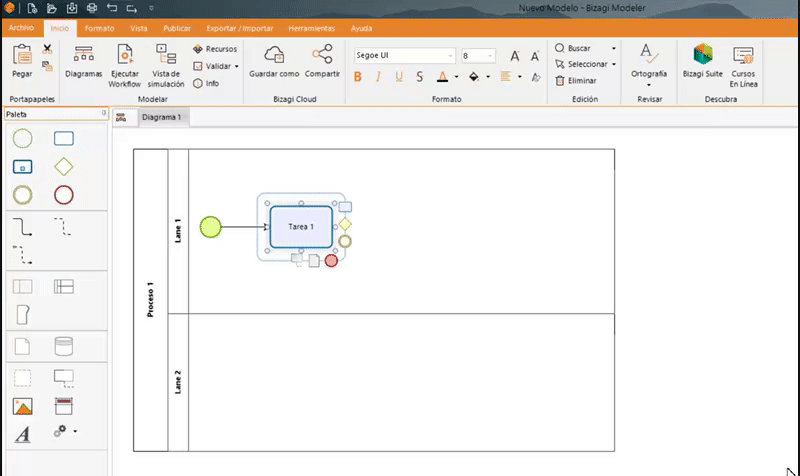 Nuevo Modelo - Bizagi Modeler
Archivo Inicio Formato Vista Publicar Exportar / Importar Herramientas Ayuda
Pegar
Portapapeles
Diagramas
Ejecutar
Workflow
Vista de
simulación
Recursos
Validar
Info
Modelar
Guardar como
Compartir
Bizagi Cloud
Segoe UI 8
B I U S A A A
Formato
Buscar
Seleccionar
Eliminar
Edición
A
Ortografía
Revisar
Bizagi Suite
Cursos
En Línea
Descubra
Paleta
Diagrama 1
Proceso 1
Lane 1
Tarea 1
Lane 2
A